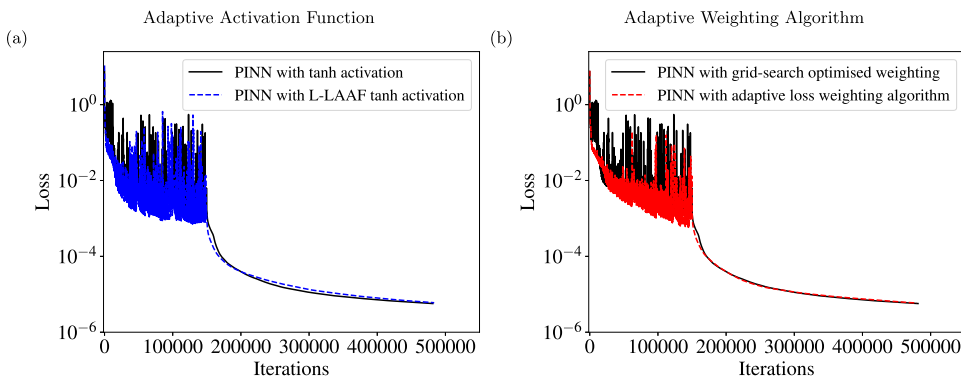 Adaptive Activation Function
(a)
PINN with tanh activation
PINN with L-LAAF tanh activation
10^0
10^-2
10^-4
10^-6
Loss
0 100000 200000 300000 400000 500000
Iterations
Adaptive Weighting Algorithm
(b)
PINN with grid-search optimised weighting
PINN with adaptive loss weighting algorithm
10^0
10^-2
10^-4
10^-6
Loss
0 100000 200000 300000 400000 500000
Iterations